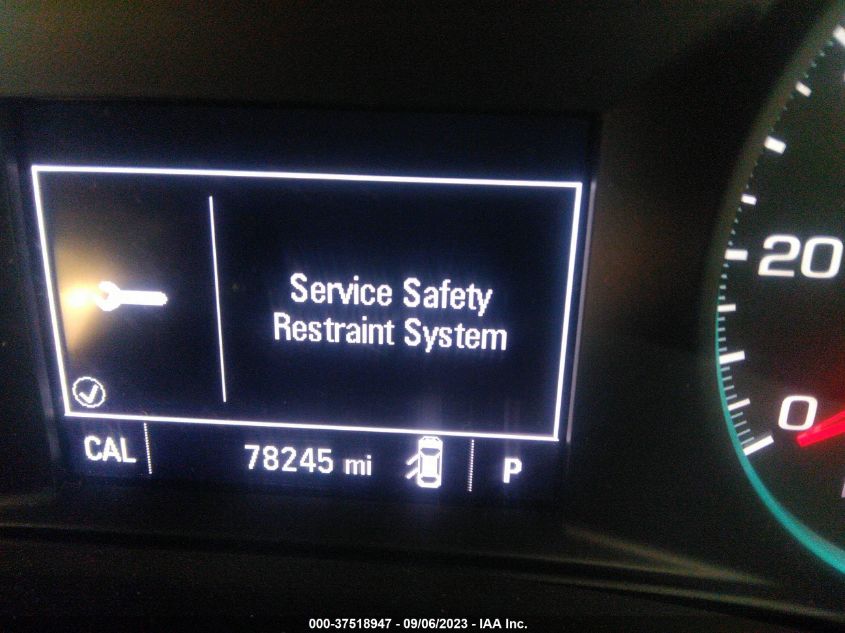 20
Service Safety
Restraint System
0
CAL 78245 mi P
000-37518947 - 09/06/2023 - IAA Inc.